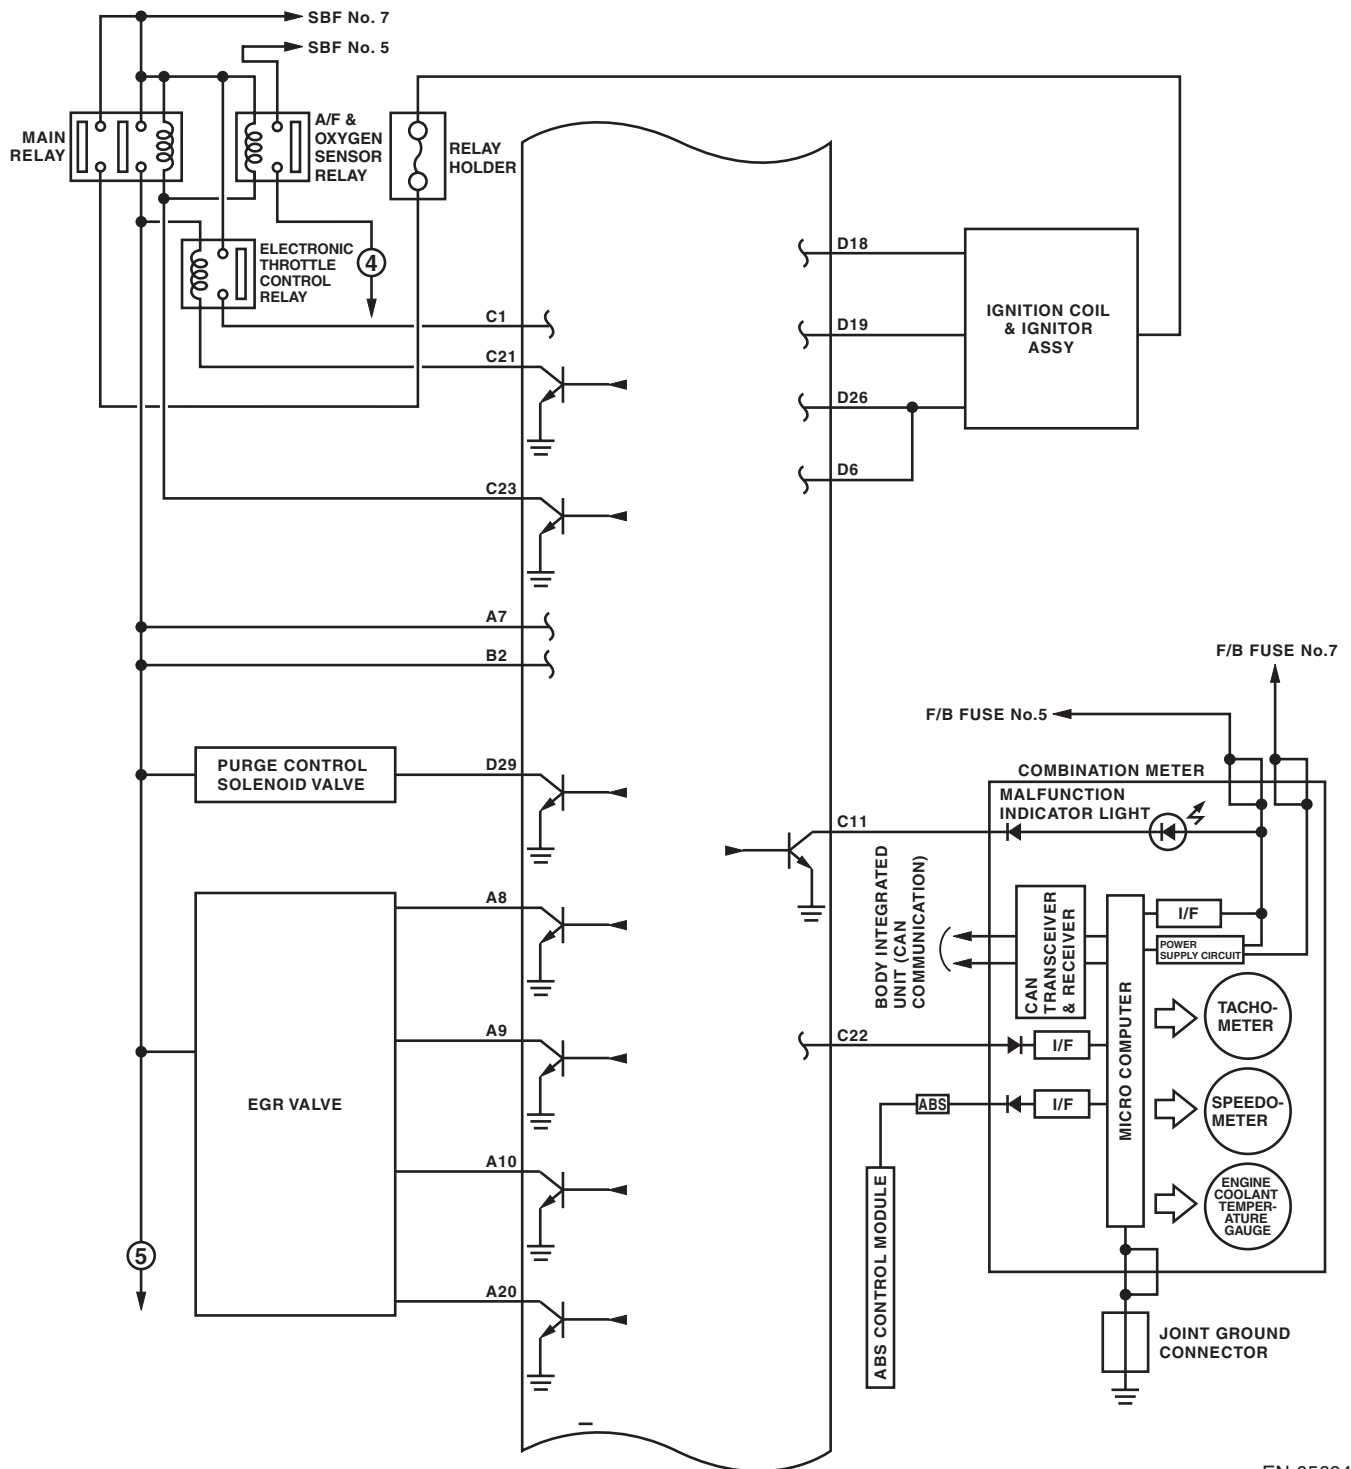 SBF No. 7
SBF No. 5
MAIN
RELAY
A/F &
OXYGEN
SENSOR
RELAY
RELAY
HOLDER
ELECTRONIC
THROTTLE
CONTROL
RELAY
4
C1
C21
C23
A7
B2
D18
D19
D26
D6
IGNITION COIL
& IGNITOR
ASSY
PURGE CONTROL
SOLENOID VALVE
D29
EGR VALVE
A8
A9
A10
A20
5
F/B FUSE No.7
F/B FUSE No.5
COMBINATION METER
MALFUNCTION
INDICATOR LIGHT
C11
BODY INTEGRATED
UNIT (CAN
COMMUNICATION)
CAN
TRANSCEIVER
& RECEIVER
MICRO COMPUTER
I/F
POWER
SUPPLY CIRCUIT
TACHO-
METER
C22
I/F
ABS
I/F
SPEEDO-
METER
ABS CONTROL MODULE
ENGINE
COOLANT
TEMPER-
ATURE
GAUGE
JOINT GROUND
CONNECTOR